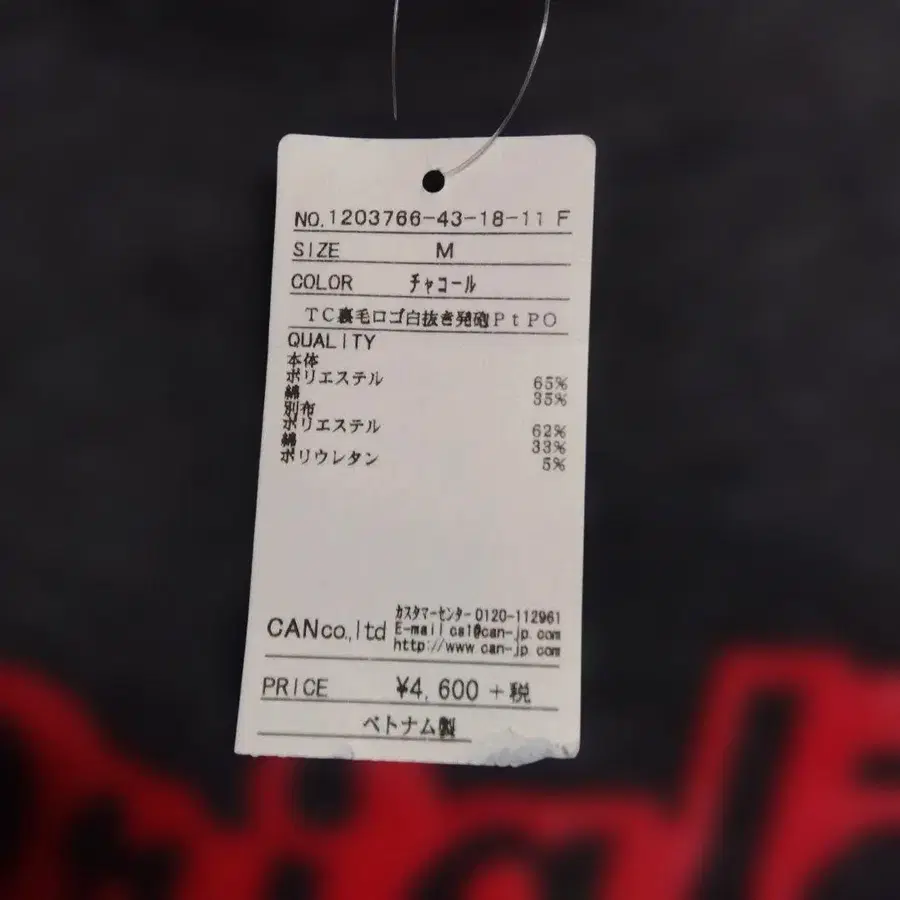 NO.1203766-43-18-11 F
SIZE M
COLOR ﾁｬｺｰﾙ
ＴＣ裏毛ロゴ白抜き発砲ＰｔＰＯ
QUALITY
本体
ポリエステル 65%
綿 35%
別布
ポリエステル 62%
綿 33%
ポリウレタン 5%
CANco.,ltd
ｶｽﾀﾏｰｾﾝﾀｰ 0120-112961
E-mail cal@can-jp.com
http://www.can-jp.com
PRICE ¥4,600 +税
ベトナム製